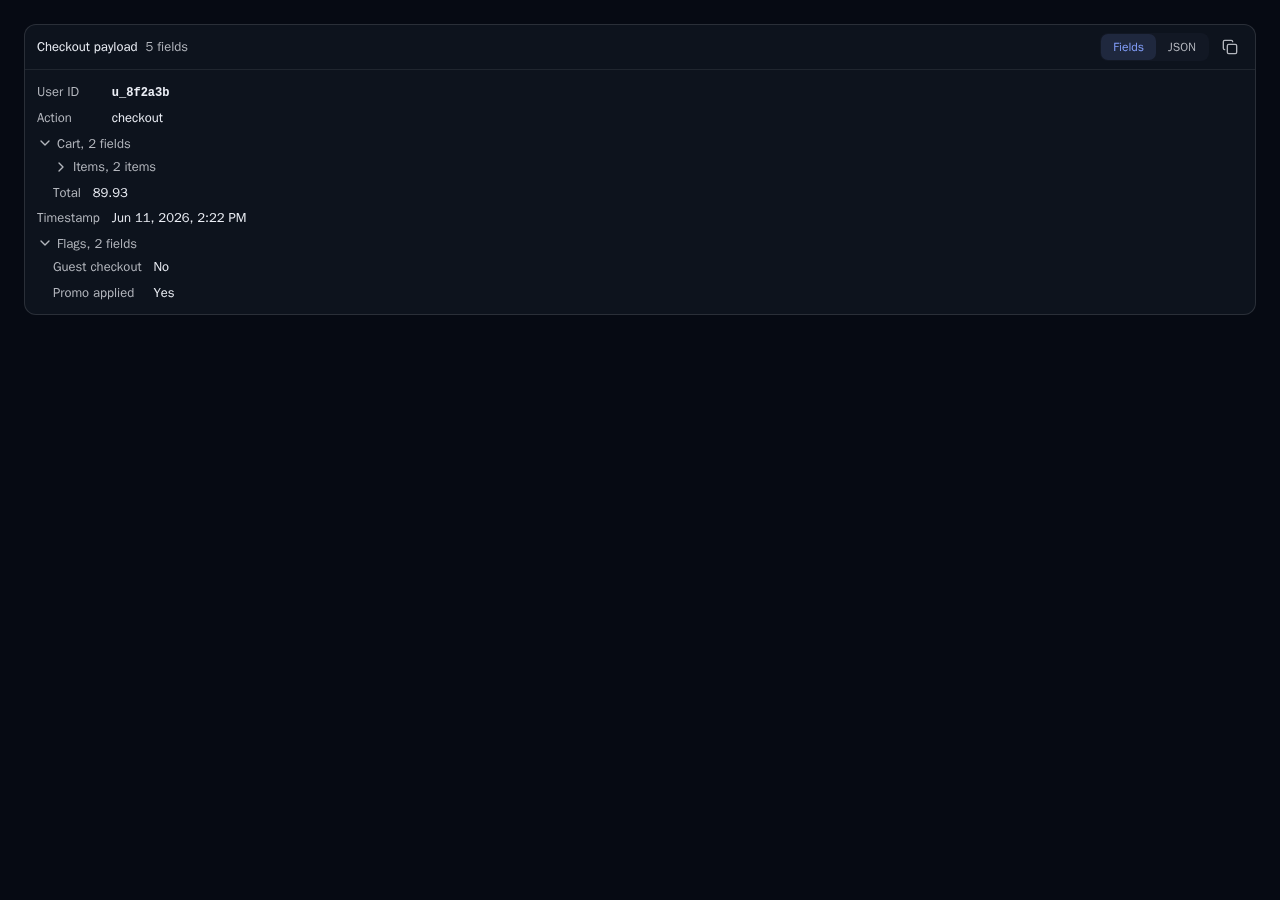 Checkout payload 5 fields Fields JSON
User ID u_8f2a3b
Action checkout
Cart, 2 fields
Items, 2 items
Total 89.93
Timestamp Jun 11, 2026, 2:22 PM
Flags, 2 fields
Guest checkout No
Promo applied Yes